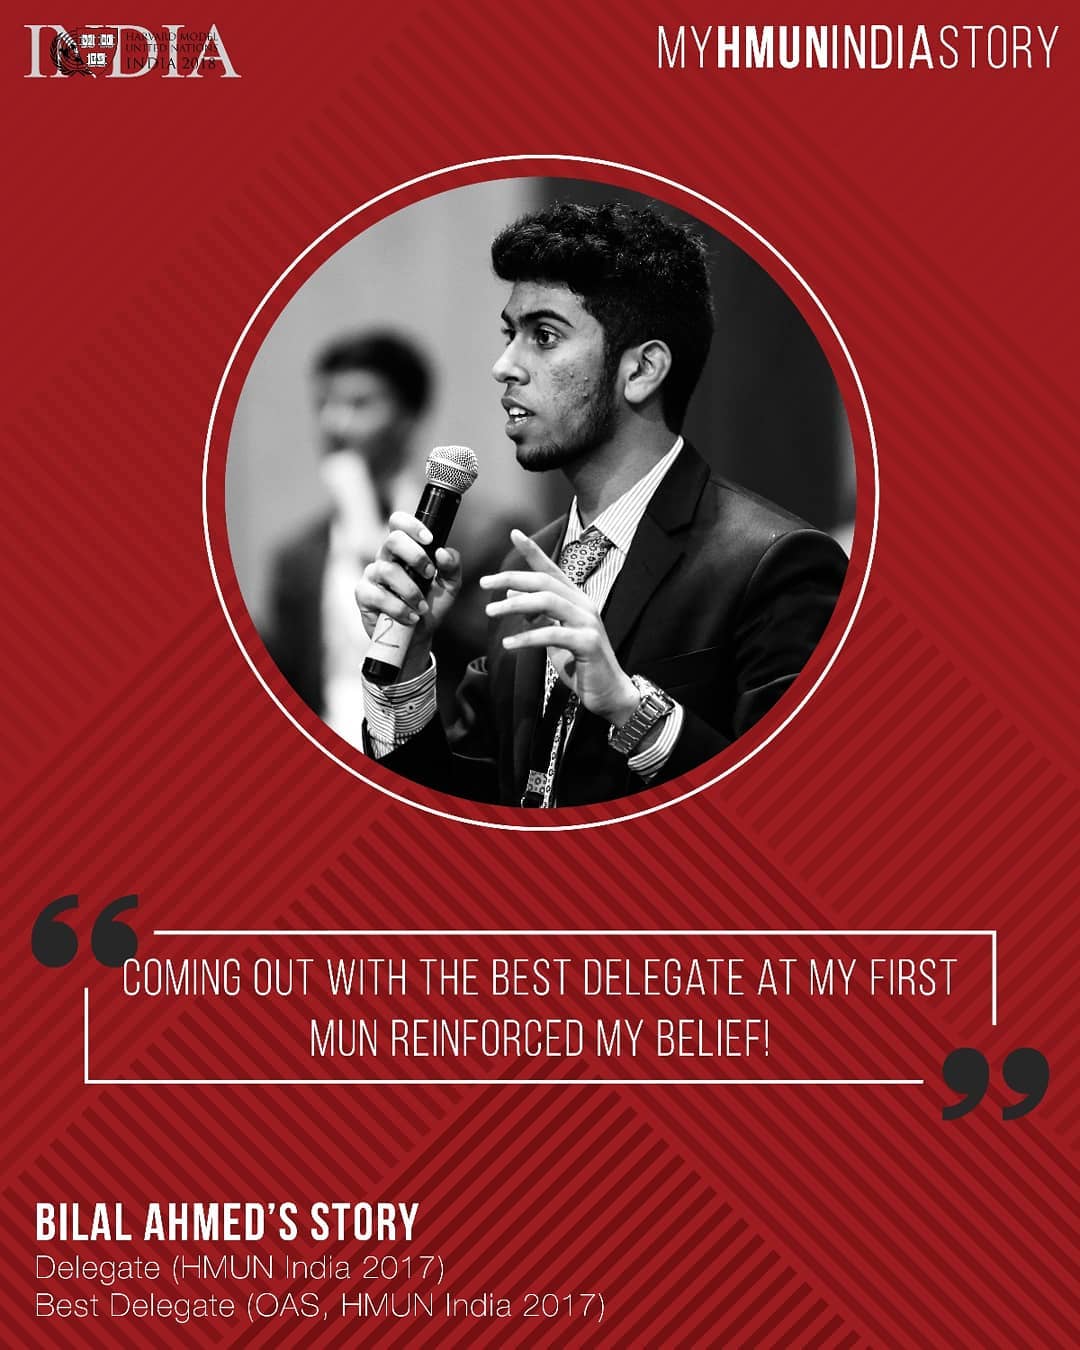 INDIA
HARVARD MODEL
UNITED NATIONS
INDIA 2018
MYHMUNINDIASTORY
2
“COMING OUT WITH THE BEST DELEGATE AT MY FIRST
MUN REINFORCED MY BELIEF!”
BILAL AHMED’S STORY
Delegate (HMUN India 2017)
Best Delegate (OAS, HMUN India 2017)